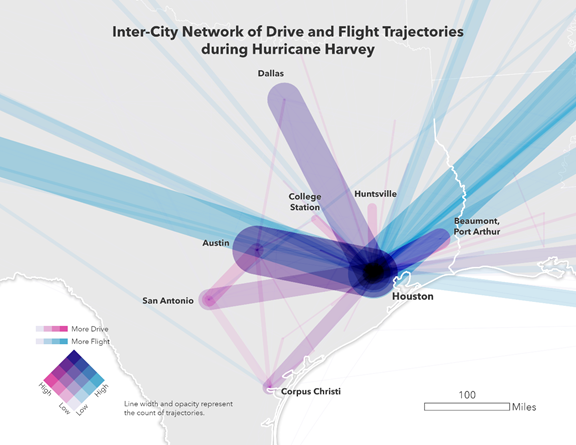 Inter-City Network of Drive and Flight Trajectories
during Hurricane Harvey
Dallas
College
Station
Huntsville
Beaumont,
Port Arthur
Austin
San Antonio
Houston
More Drive
More Flight
High
Low
Low
High
Corpus Christi
Line width and opacity represent
the count of trajectories.
100
Miles